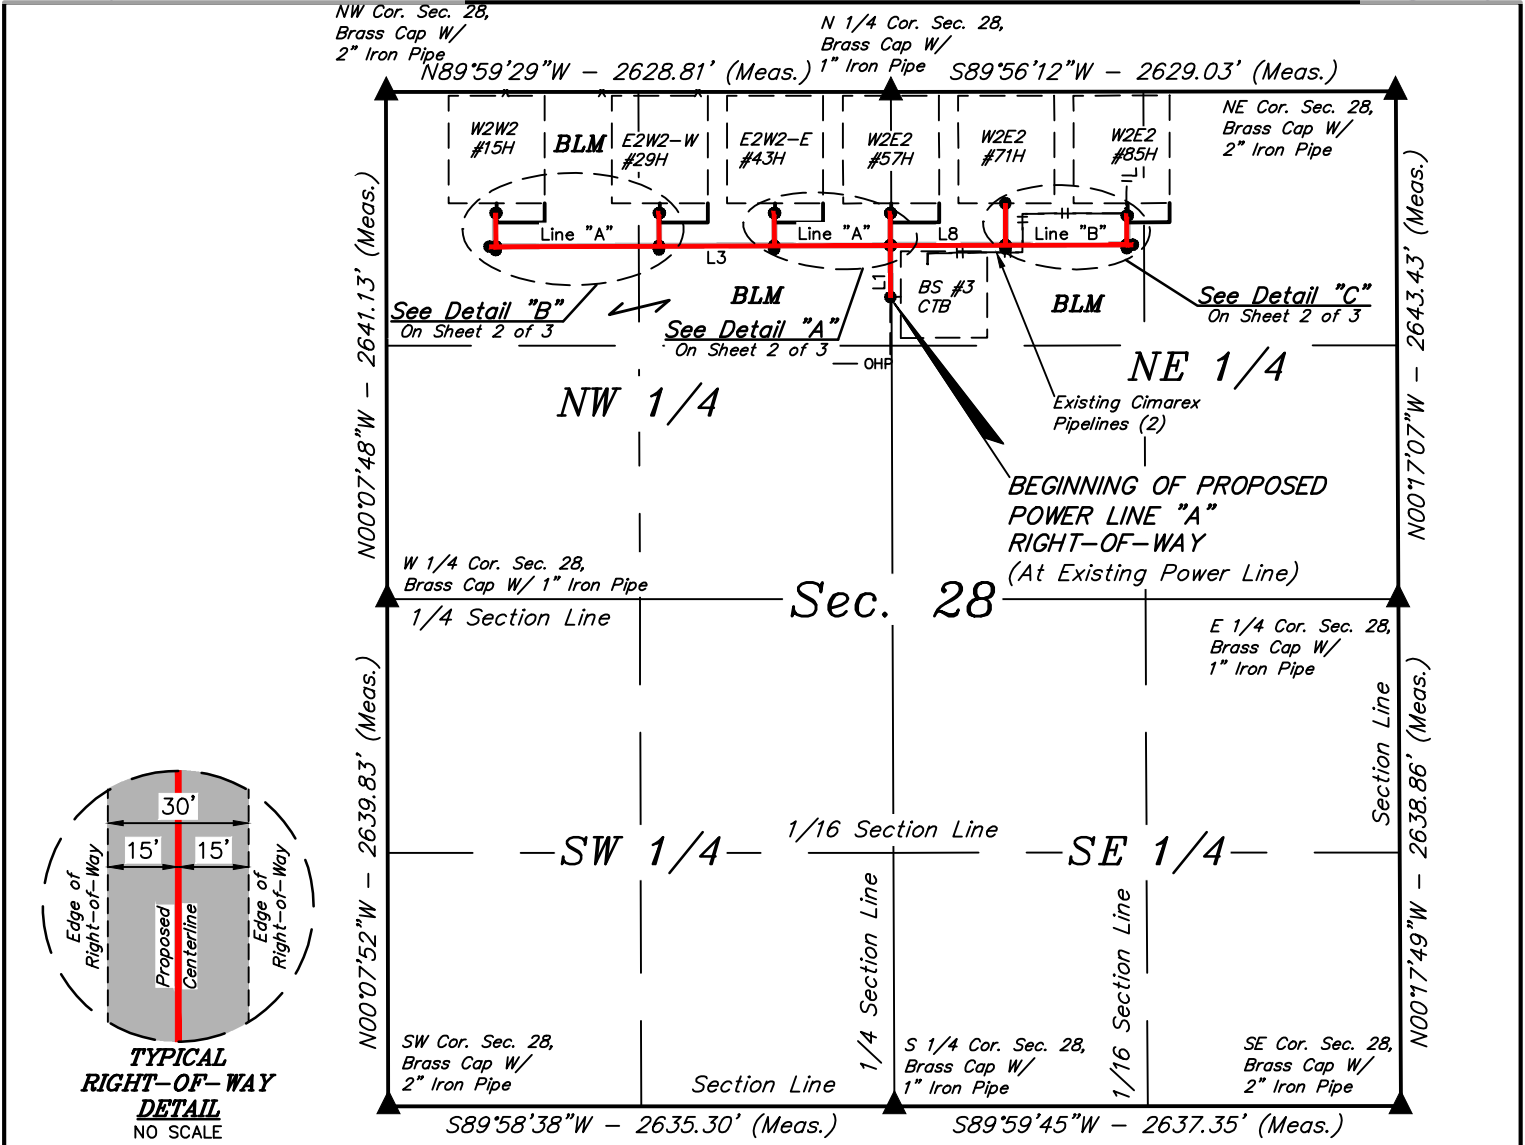 NW Cor. Sec. 28,
Brass Cap W/
2" Iron Pipe
N 1/4 Cor. Sec. 28,
Brass Cap W/
1" Iron Pipe
N89°59'29"W - 2628.81' (Meas.)
S89°56'12"W - 2629.03' (Meas.)
NE Cor. Sec. 28,
Brass Cap W/
2" Iron Pipe
W2W2
#15H
BLM
E2W2-W
#29H
E2W2-E
#43H
W2E2
#57H
W2E2
#71H
W2E2
#85H
Line "A"
Line "A"
L8
Line "B"
L3
L1
BLM
BS #3
CTB
BLM
See Detail "B"
On Sheet 2 of 3
See Detail "A"
On Sheet 2 of 3
See Detail "C"
On Sheet 2 of 3
OHP
N00°07'48"W - 2641.13' (Meas.)
N00°17'07"W - 2643.43' (Meas.)
NW 1/4
NE 1/4
Existing Cimarex
Pipelines (2)
BEGINNING OF PROPOSED
POWER LINE "A"
RIGHT-OF-WAY
(At Existing Power Line)
W 1/4 Cor. Sec. 28,
Brass Cap W/ 1" Iron Pipe
1/4 Section Line
Sec. 28
E 1/4 Cor. Sec. 28,
Brass Cap W/
1" Iron Pipe
N00°07'52"W - 2639.83' (Meas.)
Section Line
N00°17'49"W - 2638.86' (Meas.)
SW 1/4
1/16 Section Line
SE 1/4
1/4 Section Line
1/16 Section Line
30'
15'
15'
Edge of
Right-of-Way
Proposed
Centerline
Edge of
Right-of-Way
TYPICAL
RIGHT-OF-WAY
DETAIL
NO SCALE
SW Cor. Sec. 28,
Brass Cap W/
2" Iron Pipe
Section Line
S 1/4 Cor. Sec. 28,
Brass Cap W/
1" Iron Pipe
SE Cor. Sec. 28,
Brass Cap W/
2" Iron Pipe
S89°58'38"W - 2635.30' (Meas.)
S89°59'45"W - 2637.35' (Meas.)